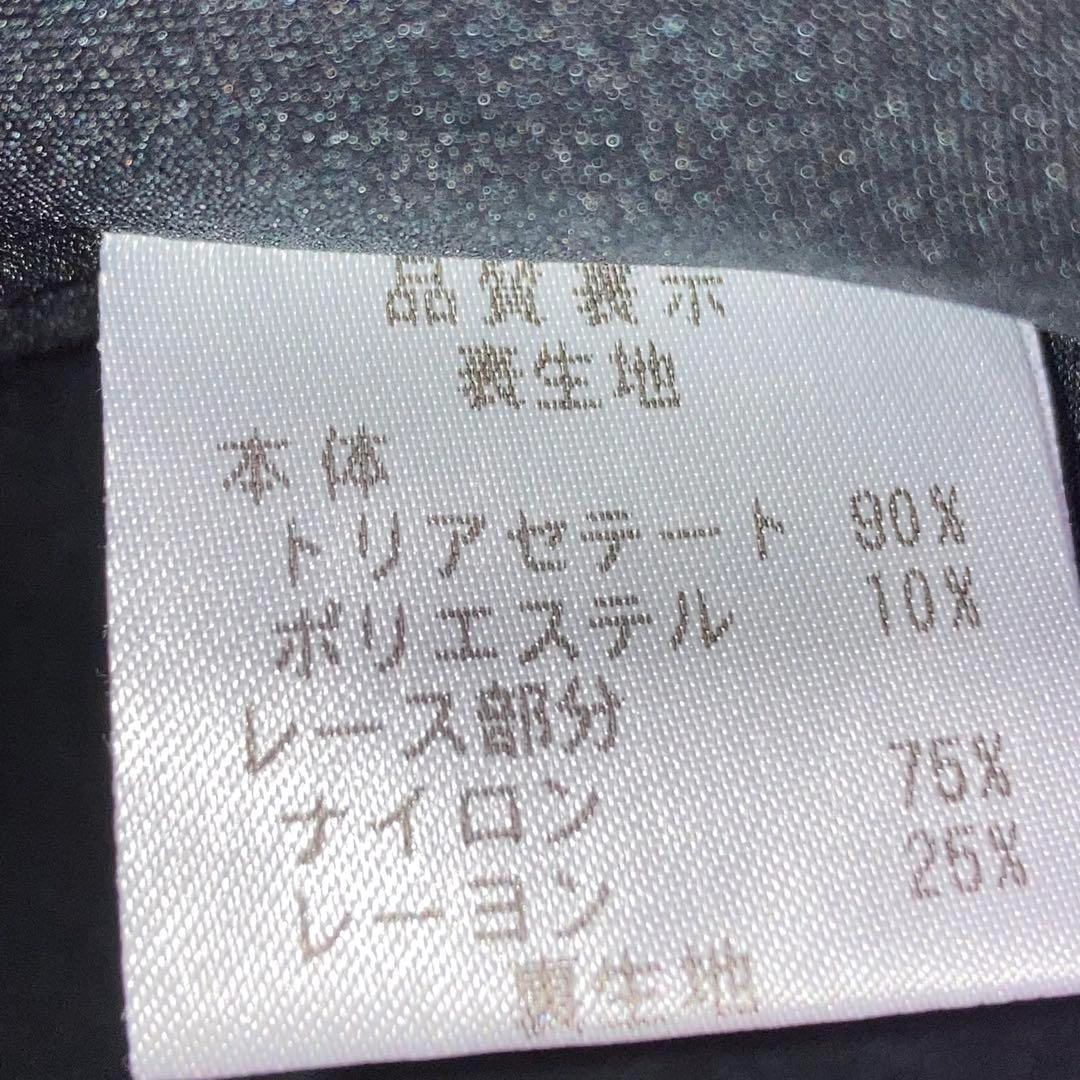 品質表示
表生地
本体
トリアセテート 90%
ポリエステル 10%
レース部分
ナイロン 75%
レーヨン 25%
裏生地